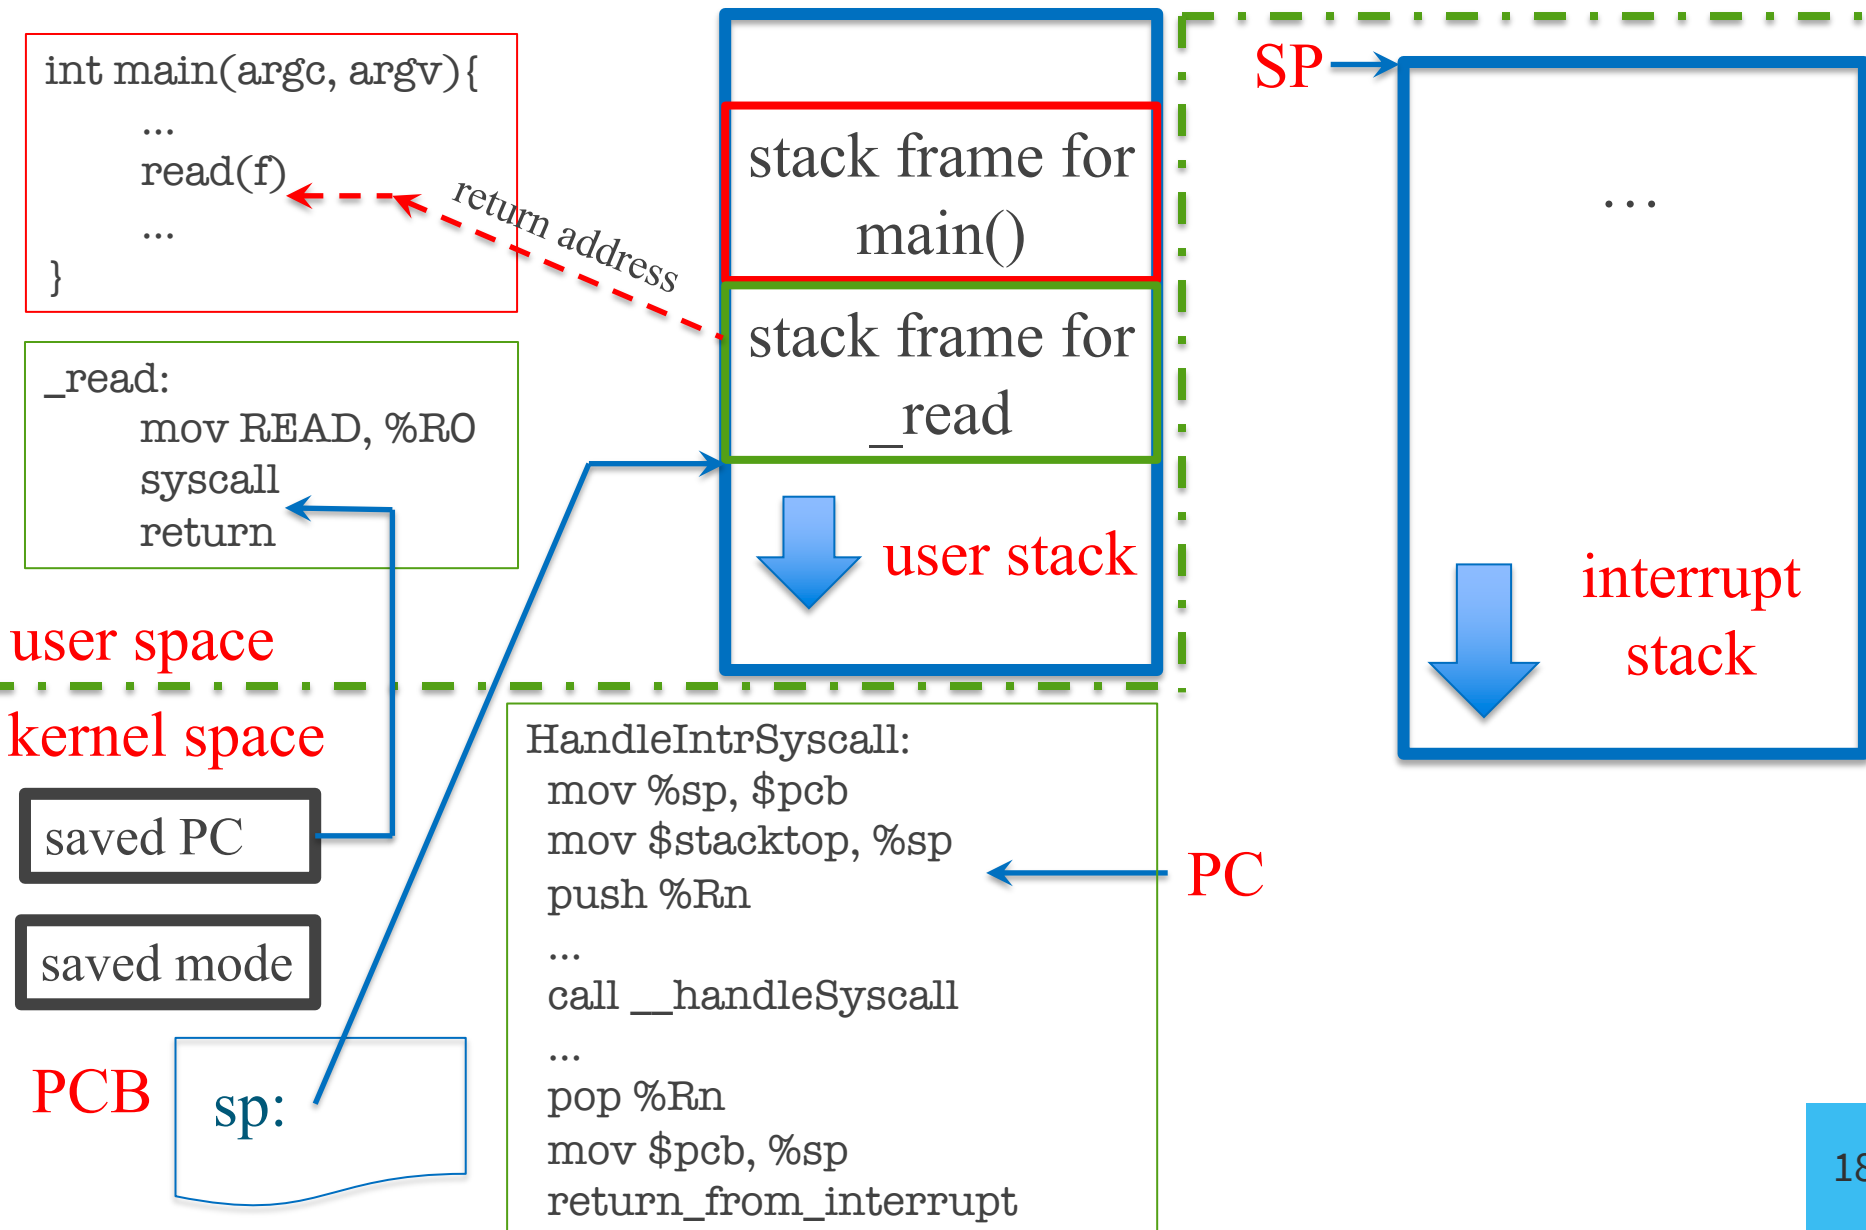 int main(argc, argv){
...
read(f)
...
}
return address
_read:
mov READ, %R0
syscall
return
user space
kernel space
saved PC
saved mode
PCB
sp:
stack frame for
main()
stack frame for
_read
user stack
HandleIntrSyscall:
mov %sp, $pcb
mov $stacktop, %sp
push %Rn
...
call __handleSyscall
...
pop %Rn
mov $pcb, %sp
return_from_interrupt
PC
SP
...
interrupt
stack
18